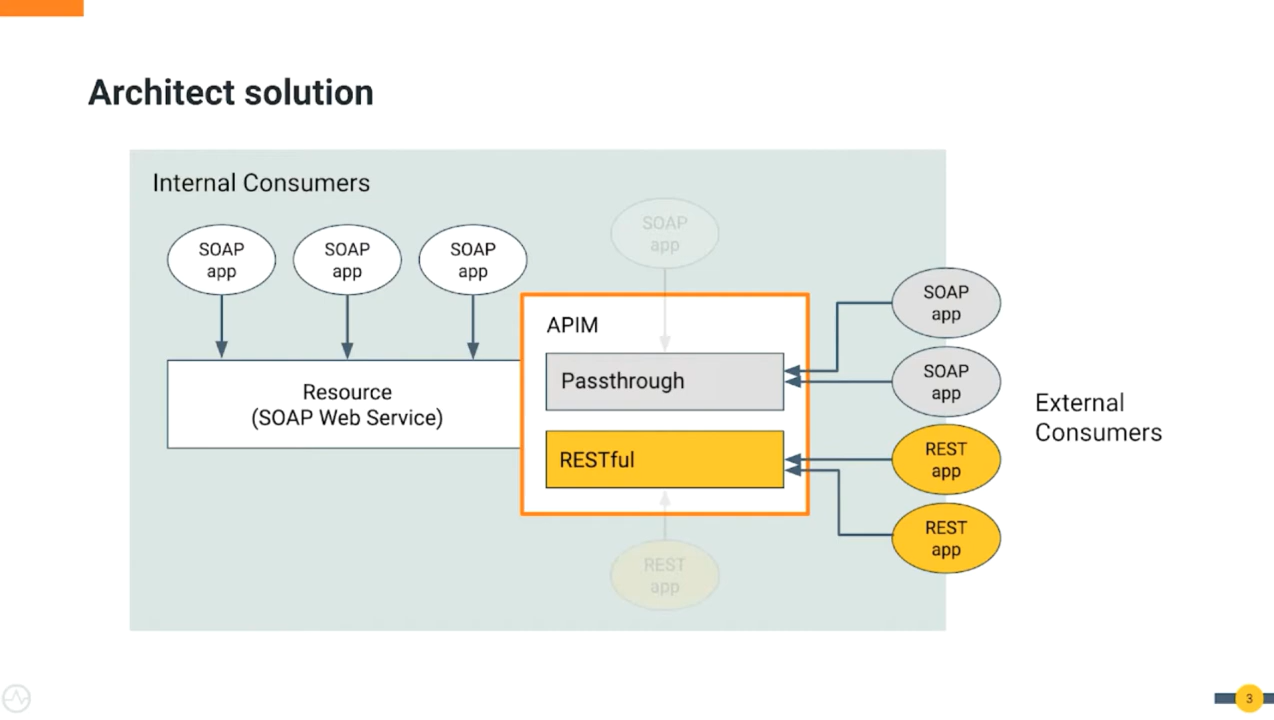 Architect solution
Internal Consumers
SOAP
app
SOAP
app
SOAP
app
SOAP
app
Resource
(SOAP Web Service)
APIM
Passthrough
RESTful
REST
app
SOAP
app
SOAP
app
REST
app
REST
app
External
Consumers
3